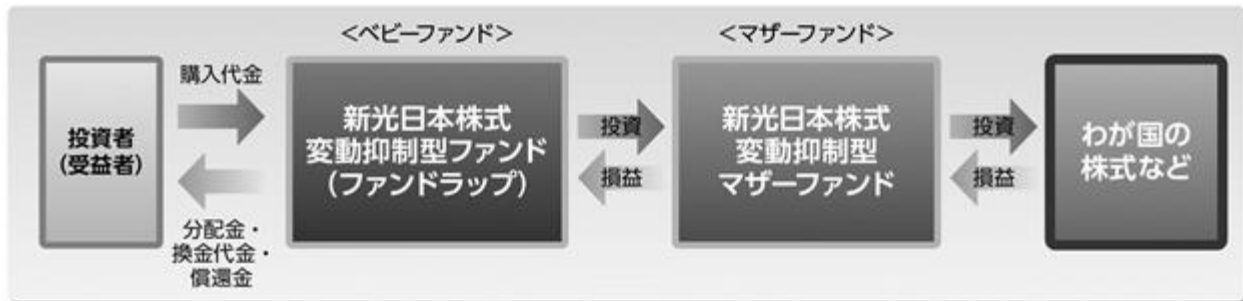 ＜ベビーファンド＞
＜マザーファンド＞
投資者
（受益者）
購入代金
分配金・
換金代金・
償還金
新光日本株式
変動抑制型ファンド
（ファンドラップ）
投資
損益
新光日本株式
変動抑制型
マザーファンド
投資
損益
わが国の
株式など